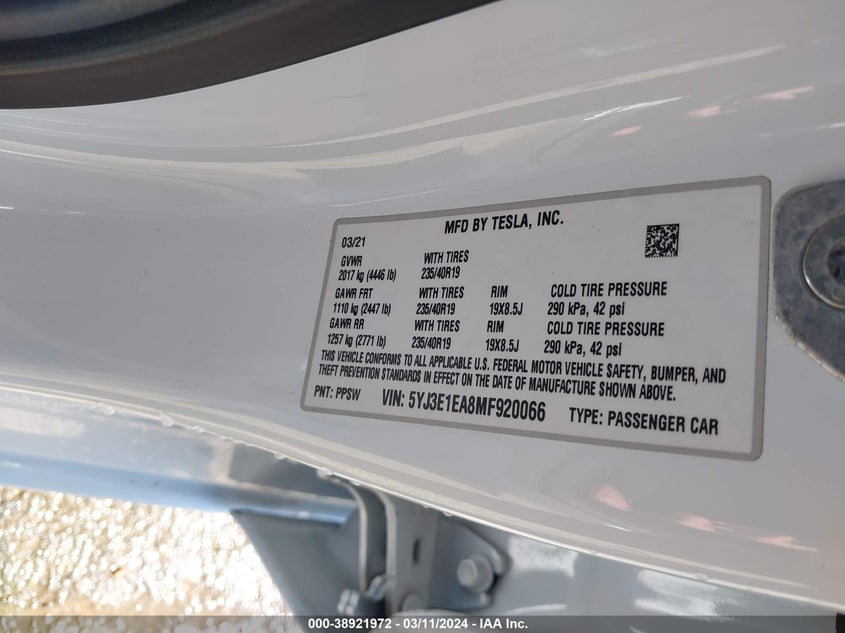 MFD BY TESLA, INC.
03/21
GVWR WITH TIRES
2017 kg (4446 lb) 235/40R19
GAWR FRT WITH TIRES RIM COLD TIRE PRESSURE
1110 kg (2447 lb) 235/40R19 19X8.5J 290 kPa, 42 psi
GAWR RR WITH TIRES RIM COLD TIRE PRESSURE
1257 kg (2771 lb) 235/40R19 19X8.5J 290 kPa, 42 psi
THIS VEHICLE CONFORMS TO ALL APPLICABLE U.S. FEDERAL MOTOR VEHICLE SAFETY, BUMPER, AND
THEFT PREVENTION STANDARDS IN EFFECT ON THE DATE OF MANUFACTURE SHOWN ABOVE.
PNT: PPSW VIN: 5YJ3E1EA8MF920066 TYPE: PASSENGER CAR
000-38921972 - 03/11/2024 - IAAI.COM